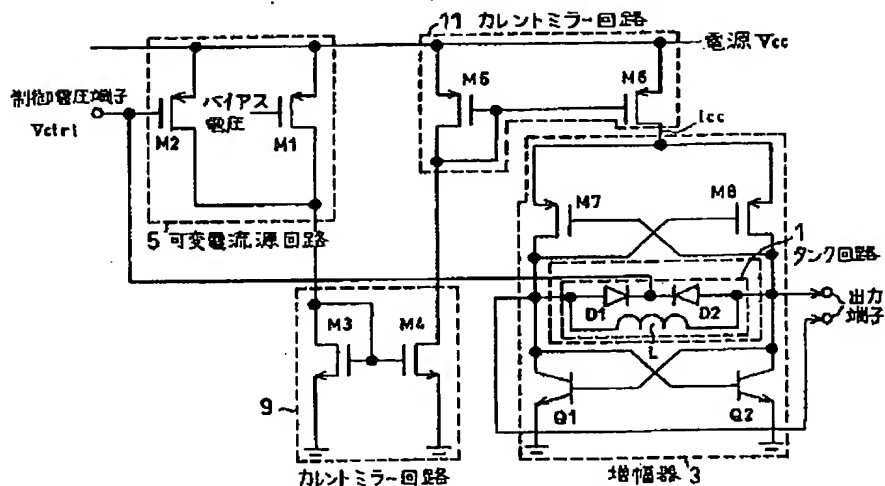 11 カレントミラー回路
電源 Vcc
制御電圧端子
Vctrl
M2
バイアス
電圧
M1
M5
M6
Icc
5 可変電流源回路
M7
M8
1
タンク回路
D1
D2
L
出力
端子
M3
M4
9
Q1
Q2
カレントミラー回路
増幅器 3